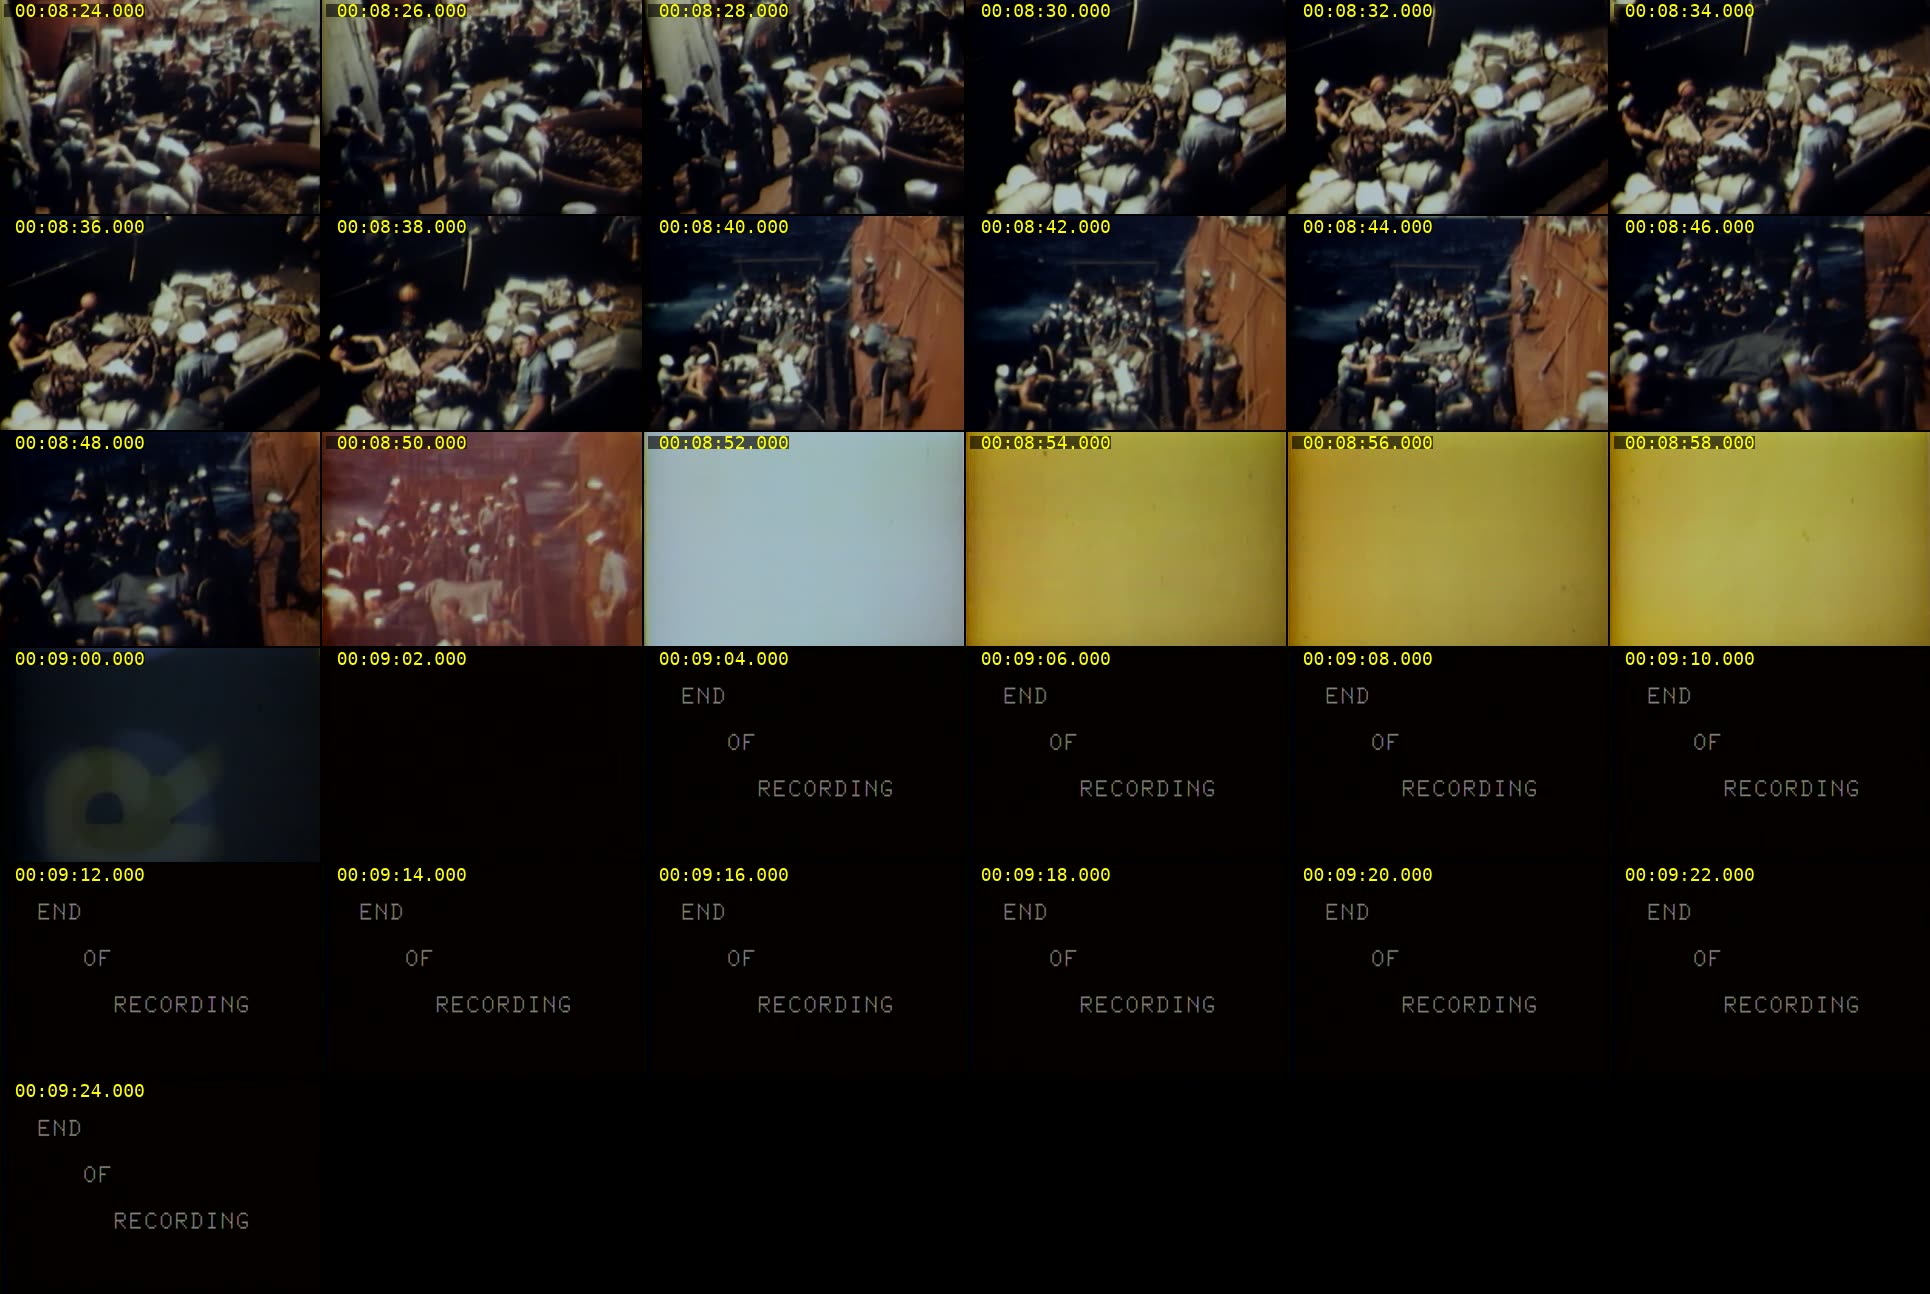 00:08:24.000 00:08:26.000 00:08:28.000 00:08:30.000 00:08:32.000 00:08:34.000
00:08:36.000 00:08:38.000 00:08:40.000 00:08:42.000 00:08:44.000 00:08:46.000
00:08:48.000 00:08:50.000 00:08:52.000 00:08:54.000 00:08:56.000 00:08:58.000
00:09:00.000 00:09:02.000 00:09:04.000 00:09:06.000 00:09:08.000 00:09:10.000
END END END END
OF OF OF OF
RECORDING RECORDING RECORDING RECORDING
00:09:12.000 00:09:14.000 00:09:16.000 00:09:18.000 00:09:20.000 00:09:22.000
END END END END END END
OF OF OF OF OF OF
RECORDING RECORDING RECORDING RECORDING RECORDING RECORDING
00:09:24.000
END
OF
RECORDING